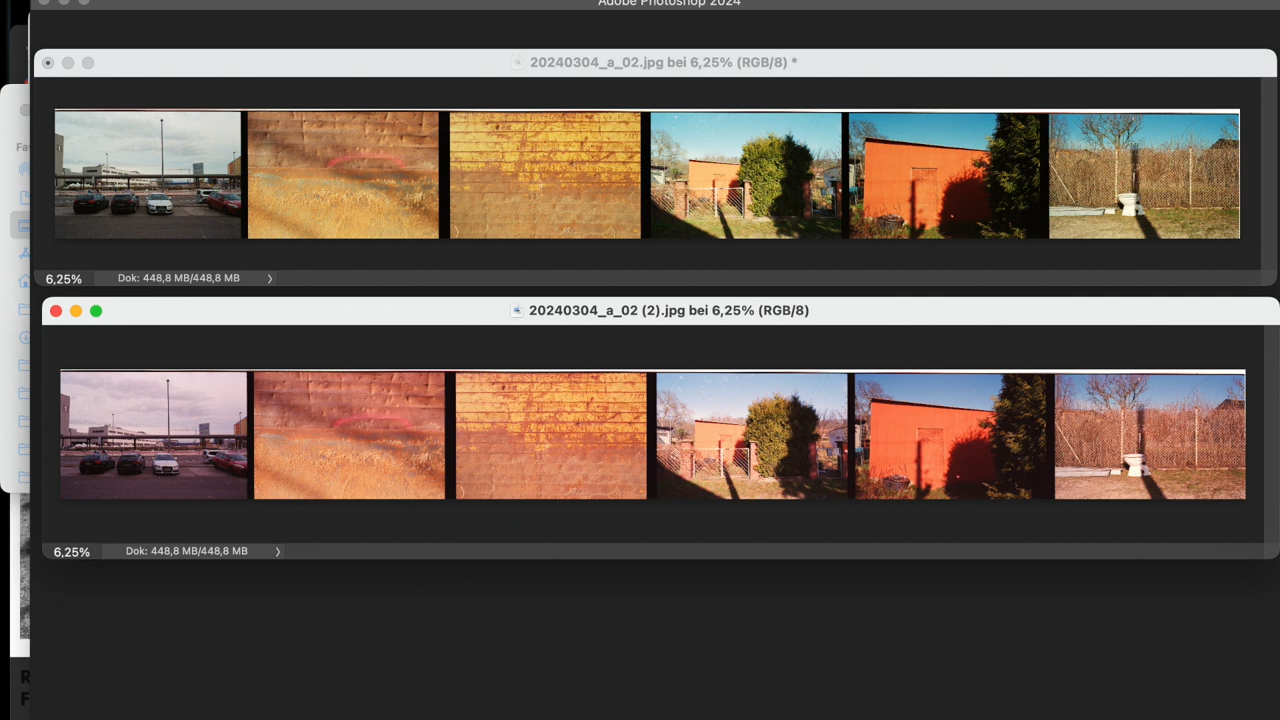 Adobe Photoshop 2024
20240304_a_02.jpg bei 6,25% (RGB/8) *
Fav
6,25%
Dok: 448,8 MB/448,8 MB
20240304_a_02 (2).jpg bei 6,25% (RGB/8)
6,25%
Dok: 448,8 MB/448,8 MB
R
F